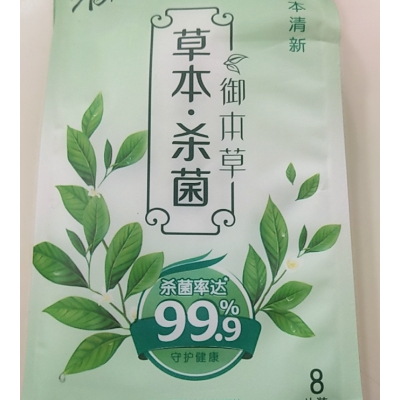 本清新
御本草
草本·杀菌
杀菌率达
99.9%
守护健康
8